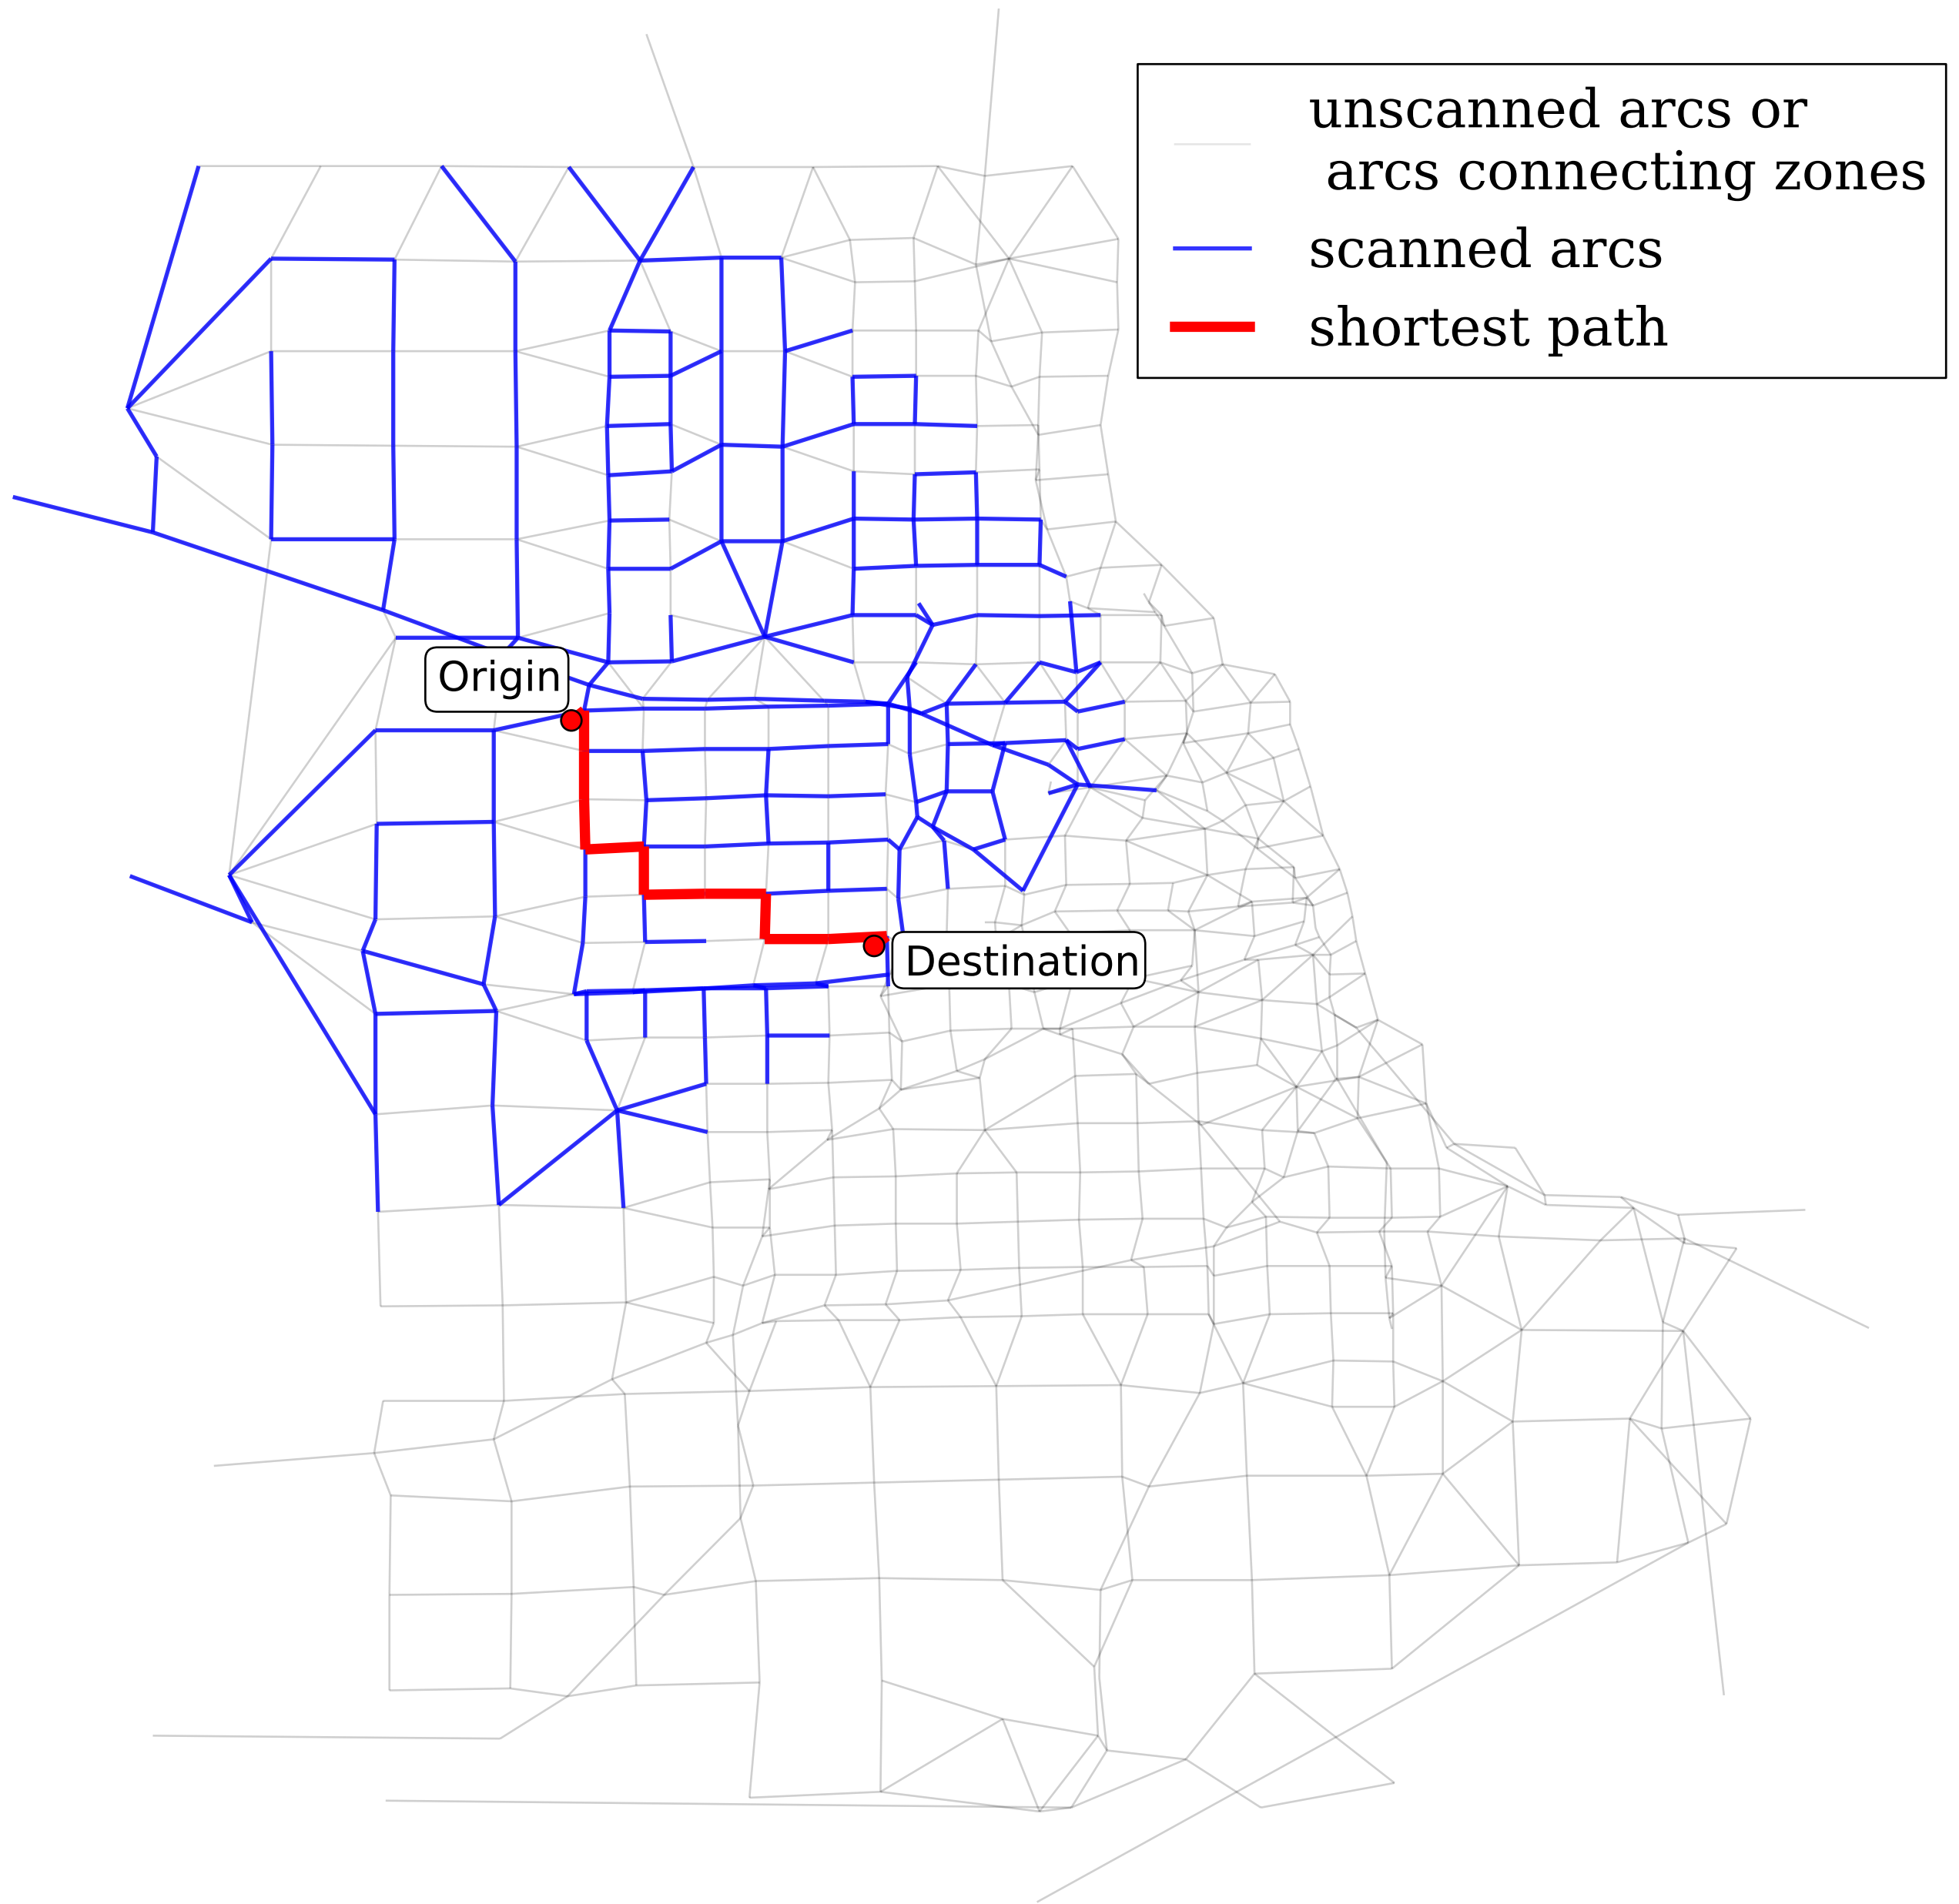 unscanned arcs or
arcs connecting zones
scanned arcs
shortest path
Origin
Destination